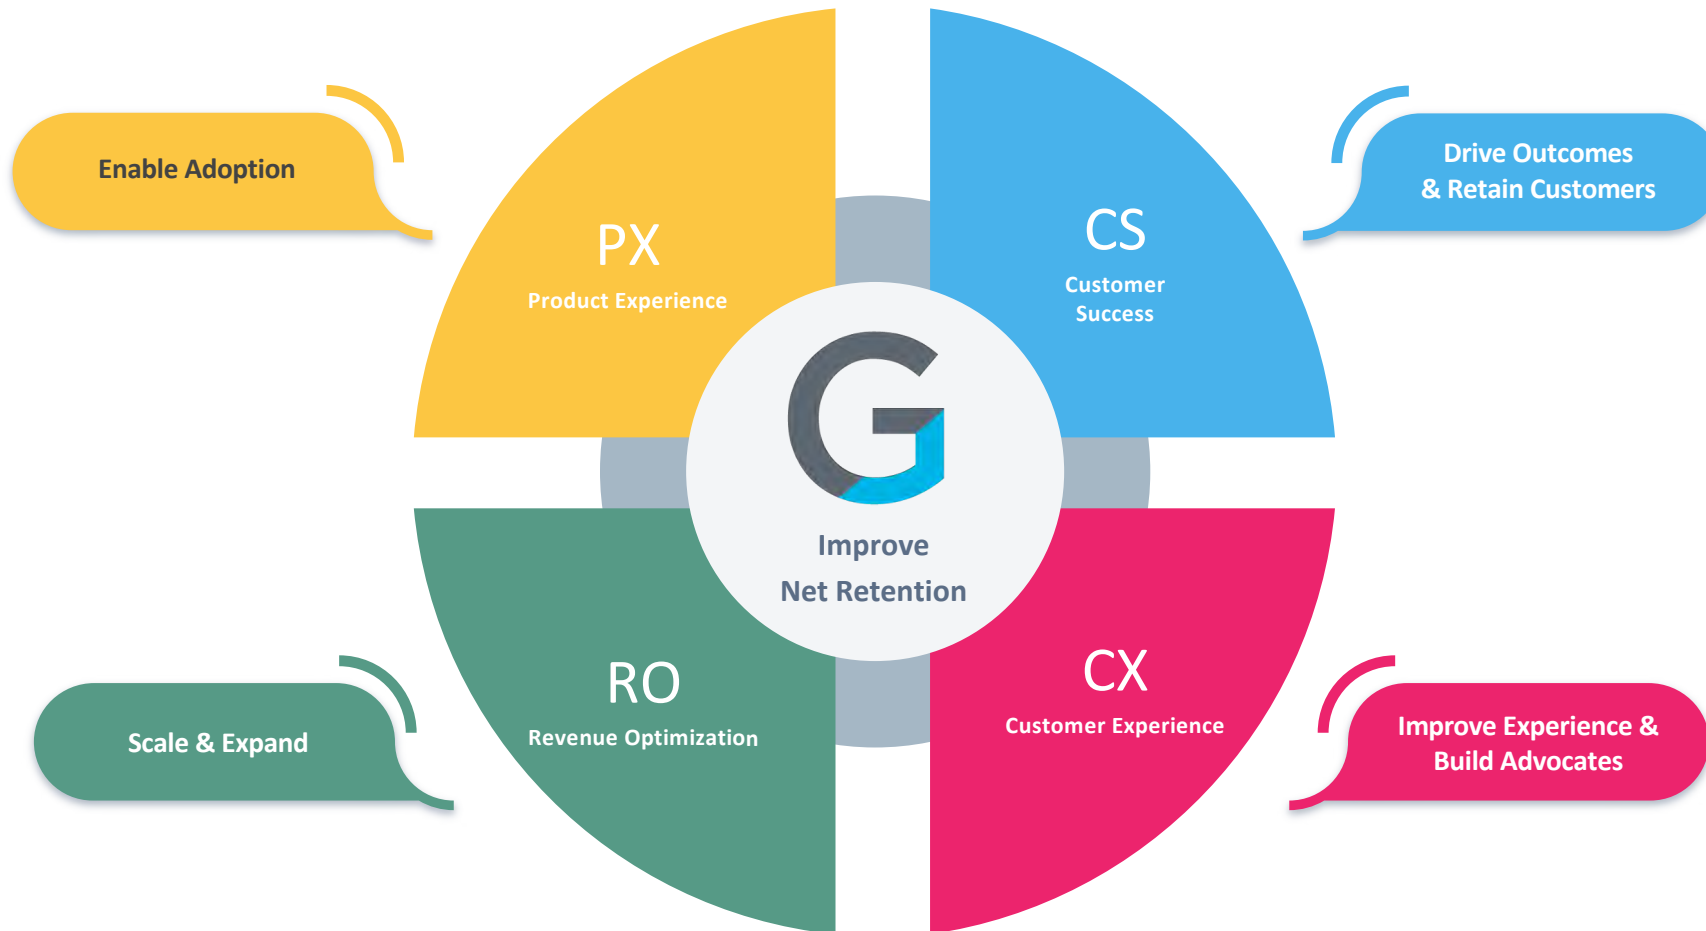 Enable Adoption
PX
Product Experience
CS
Customer
Success
Drive Outcomes
& Retain Customers
G
Improve
Net Retention
Scale & Expand
RO
Revenue Optimization
CX
Customer Experience
Improve Experience &
Build Advocates